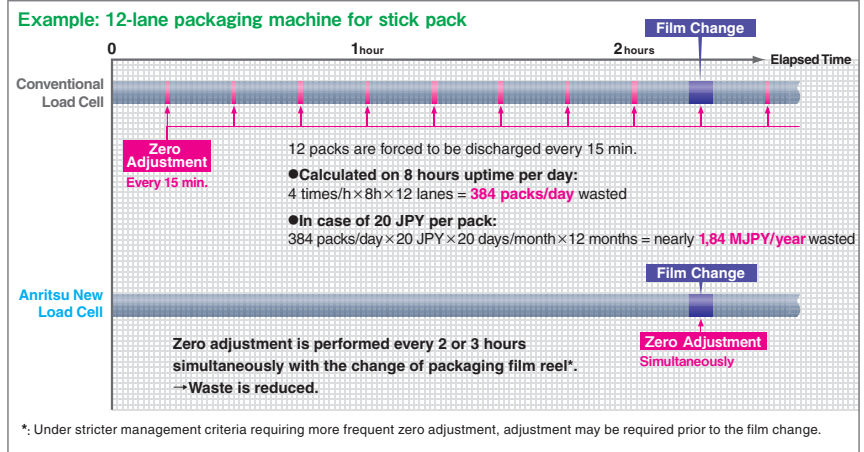 Example: 12-lane packaging machine for stick pack
Film Change
0 1hour 2hours
Elapsed Time
Conventional
Load Cell
Zero
Adjustment
Every 15 min.
12 packs are forced to be discharged every 15 min.
●Calculated on 8 hours uptime per day:
4 times/h×8h×12 lanes = 384 packs/day wasted
●In case of 20 JPY per pack:
384 packs/day×20 JPY×20 days/month×12 months = nearly 1,84 MJPY/year wasted
Film Change
Anritsu New
Load Cell
Zero Adjustment
Simultaneously
Zero adjustment is performed every 2 or 3 hours
simultaneously with the change of packaging film reel*.
→Waste is reduced.
*: Under stricter management criteria requiring more frequent zero adjustment, adjustment may be required prior to the film change.